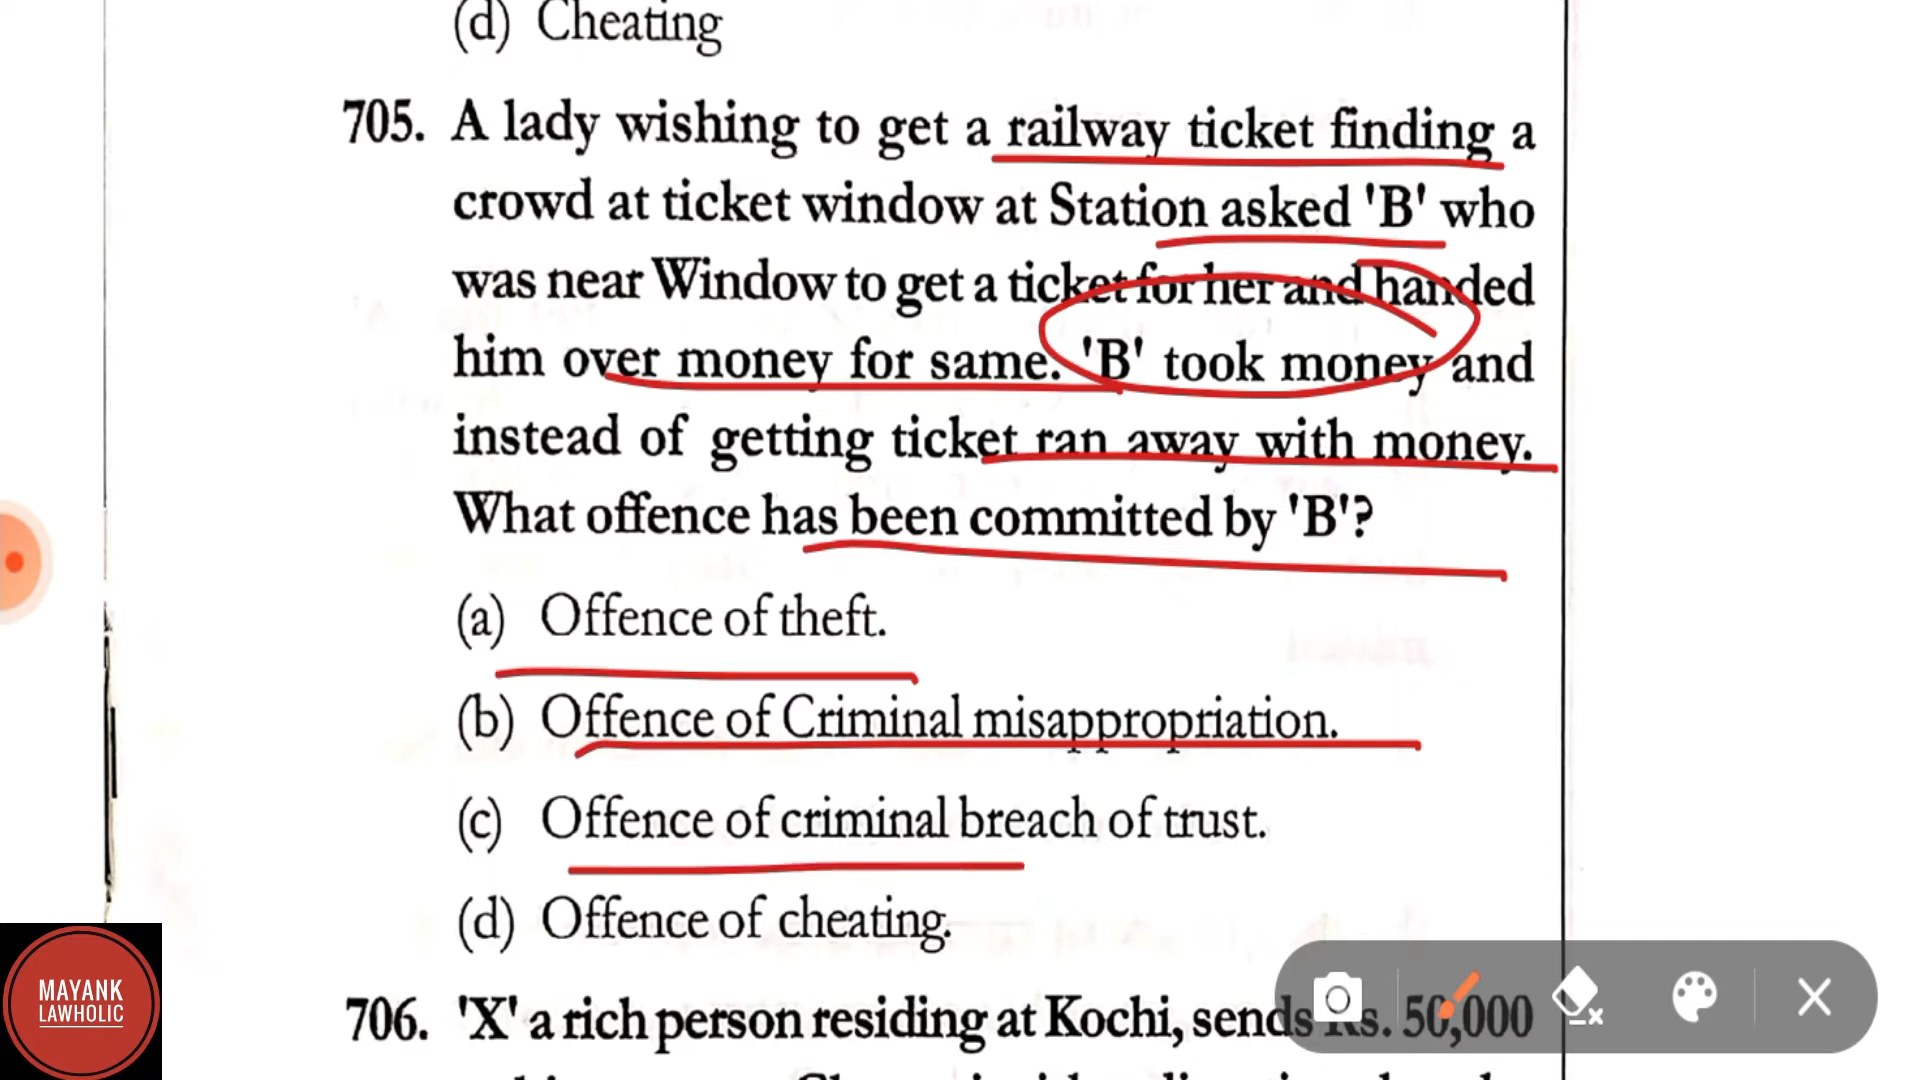 (d) Cheating
705. A lady wishing to get a railway ticket finding a
crowd at ticket window at Station asked 'B' who
was near Window to get a ticket for her and handed
him over money for same. 'B' took money and
instead of getting ticket ran away with money.
What offence has been committed by 'B'?
(a) Offence of theft.
(b) Offence of Criminal misappropriation.
(c) Offence of criminal breach of trust.
(d) Offence of cheating.
706. 'X' a rich person residing at Kochi, sends Rs. 50,000
MAYANK
LAWHOLIC